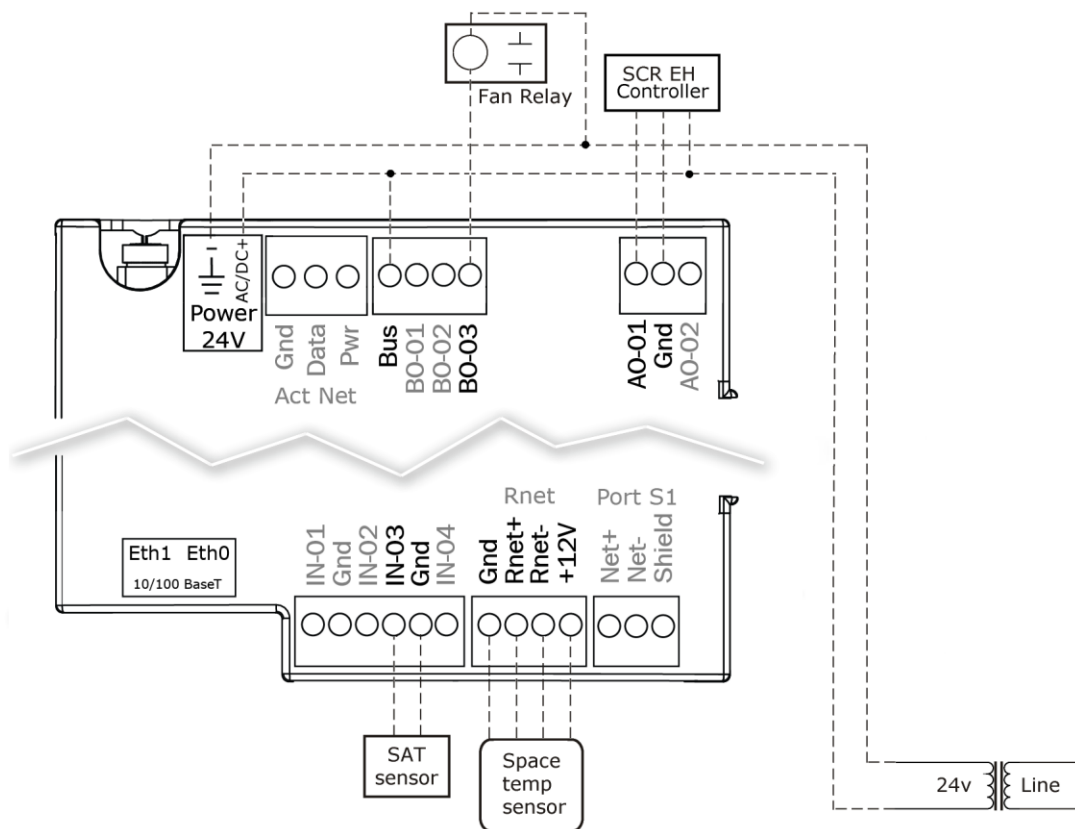 Fan Relay
SCR EH
Controller
-
AC/DC+
Power
24V
Gnd
Data
Pwr
Act Net
Bus
BO-01
BO-02
BO-03
AO-01
Gnd
AO-02
Eth1 Eth0
10/100 BaseT
IN-01
Gnd
IN-02
IN-03
Gnd
IN-04
Rnet
Gnd
Rnet+
Rnet-
+12V
Port S1
Net+
Net-
Shield
SAT
sensor
Space
temp
sensor
24v
Line